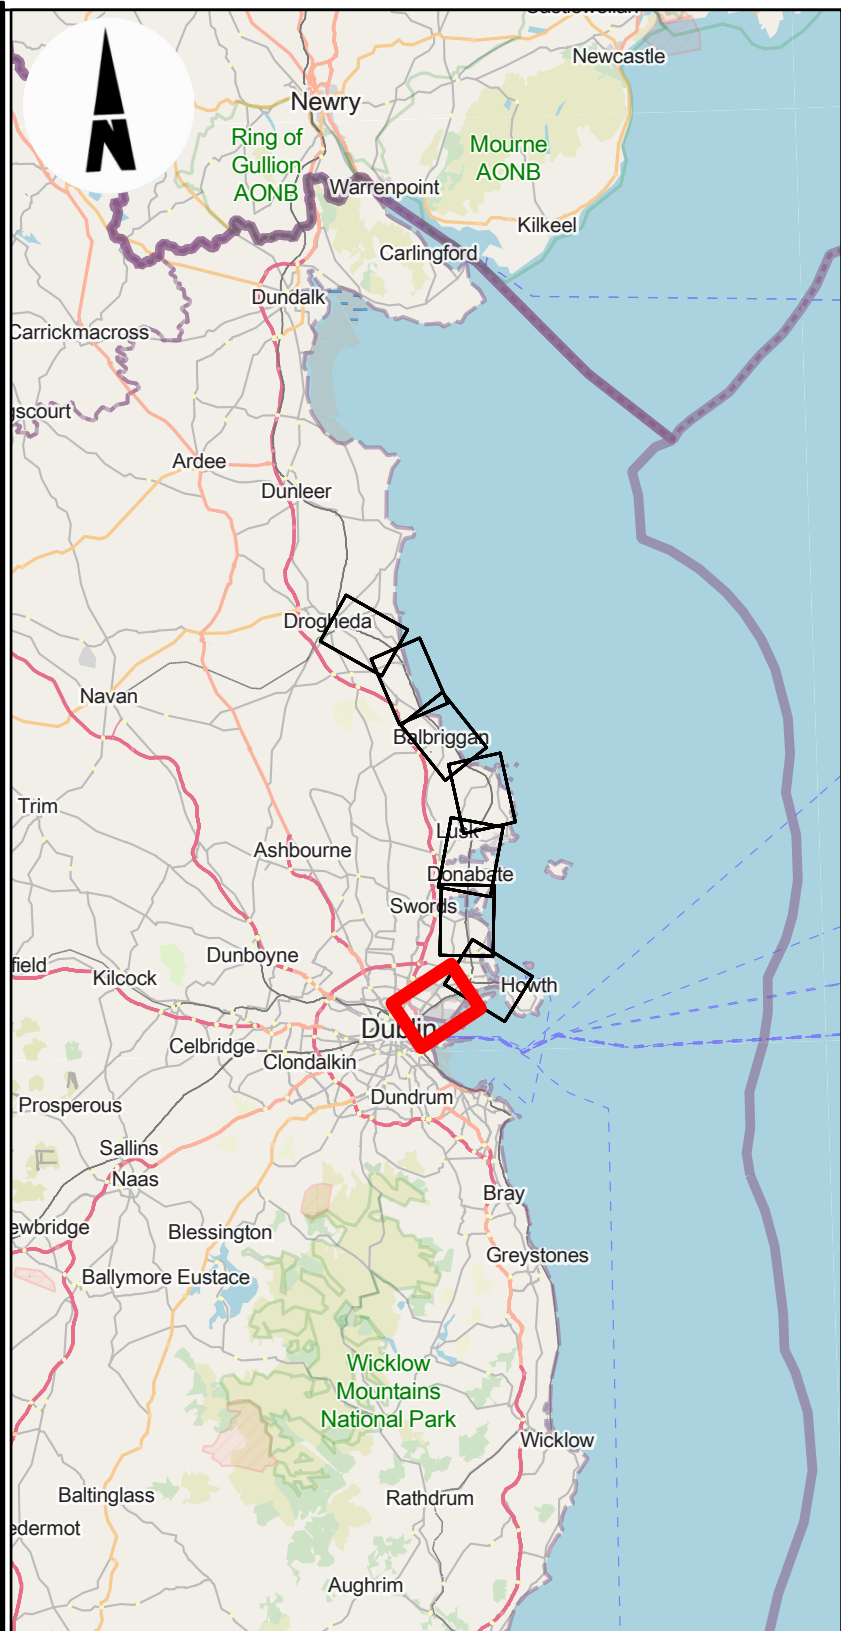 Newcastle
Newry
Ring of
Gullion
AONB
Mourne
AONB
Warrenpoint
Kilkeel
Carlingford
Dundalk
Carrickmacross
gscourt
Ardee
Dunleer
Drogheda
Navan
Balbriggan
Trim
Lusk
Ashbourne
Donabate
Swords
Dunboyne
field
Kilcock
Howth
Dublin
Celbridge
Clondalkin
Dundrum
Prosperous
Sallins
Naas
Bray
ewbridge
Blessington
Greystones
Ballymore Eustace
Wicklow
Mountains
National Park
Wicklow
Baltinglass
Rathdrum
edermot
Aughrim
N